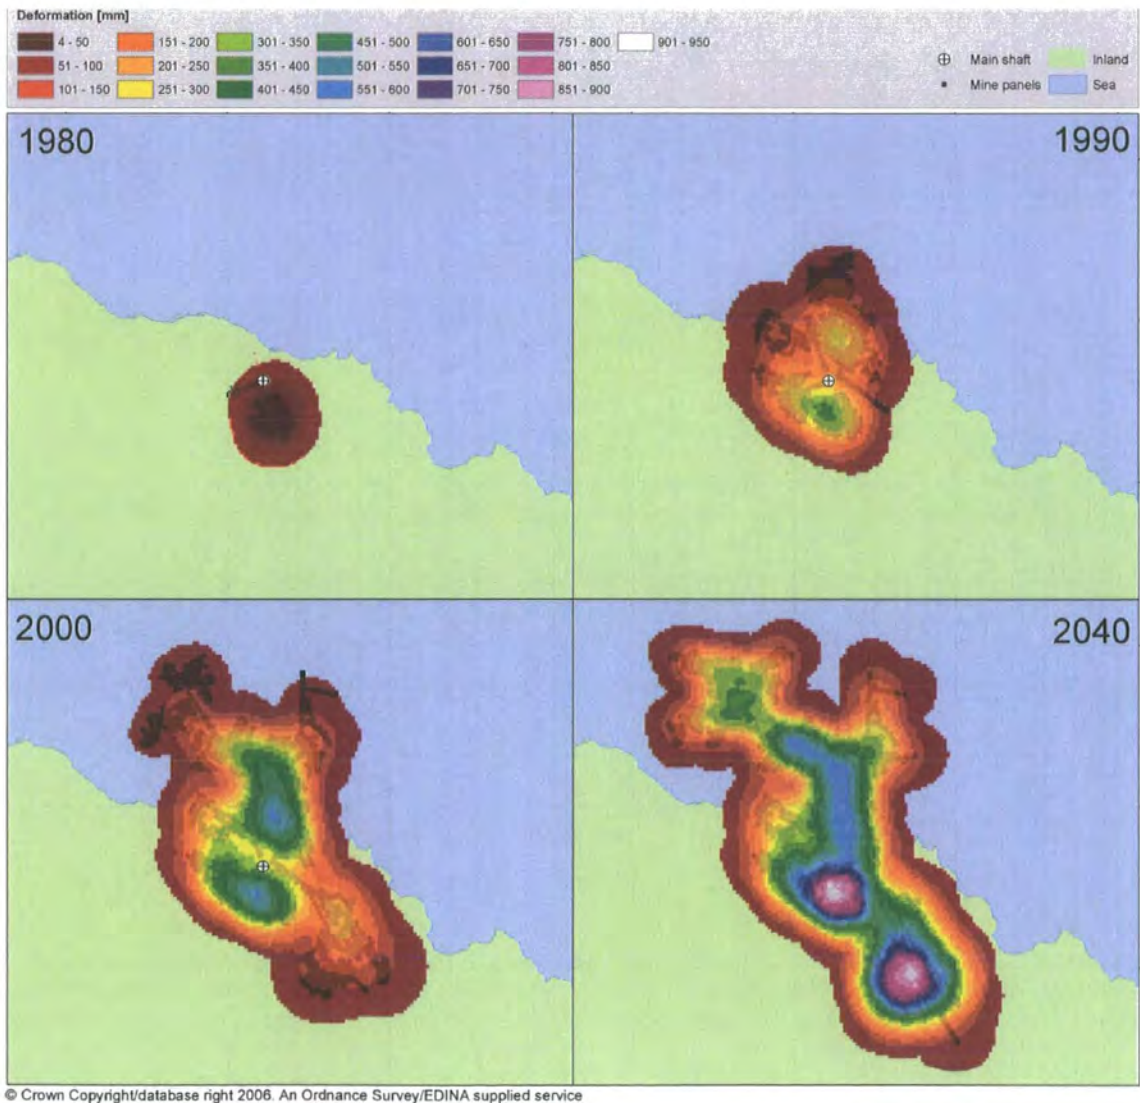 Deformation [mm]
4 - 50 151 - 200 301 - 350 451 - 500 601 - 650 751 - 800 901 - 950
51 - 100 201 - 250 351 - 400 501 - 550 651 - 700 801 - 850
101 - 150 251 - 300 401 - 450 551 - 600 701 - 750 851 - 900
Main shaft Inland
Mine panels Sea
1980
1990
2000
2040
© Crown Copyright/database right 2006. An Ordnance Survey/EDINA supplied service